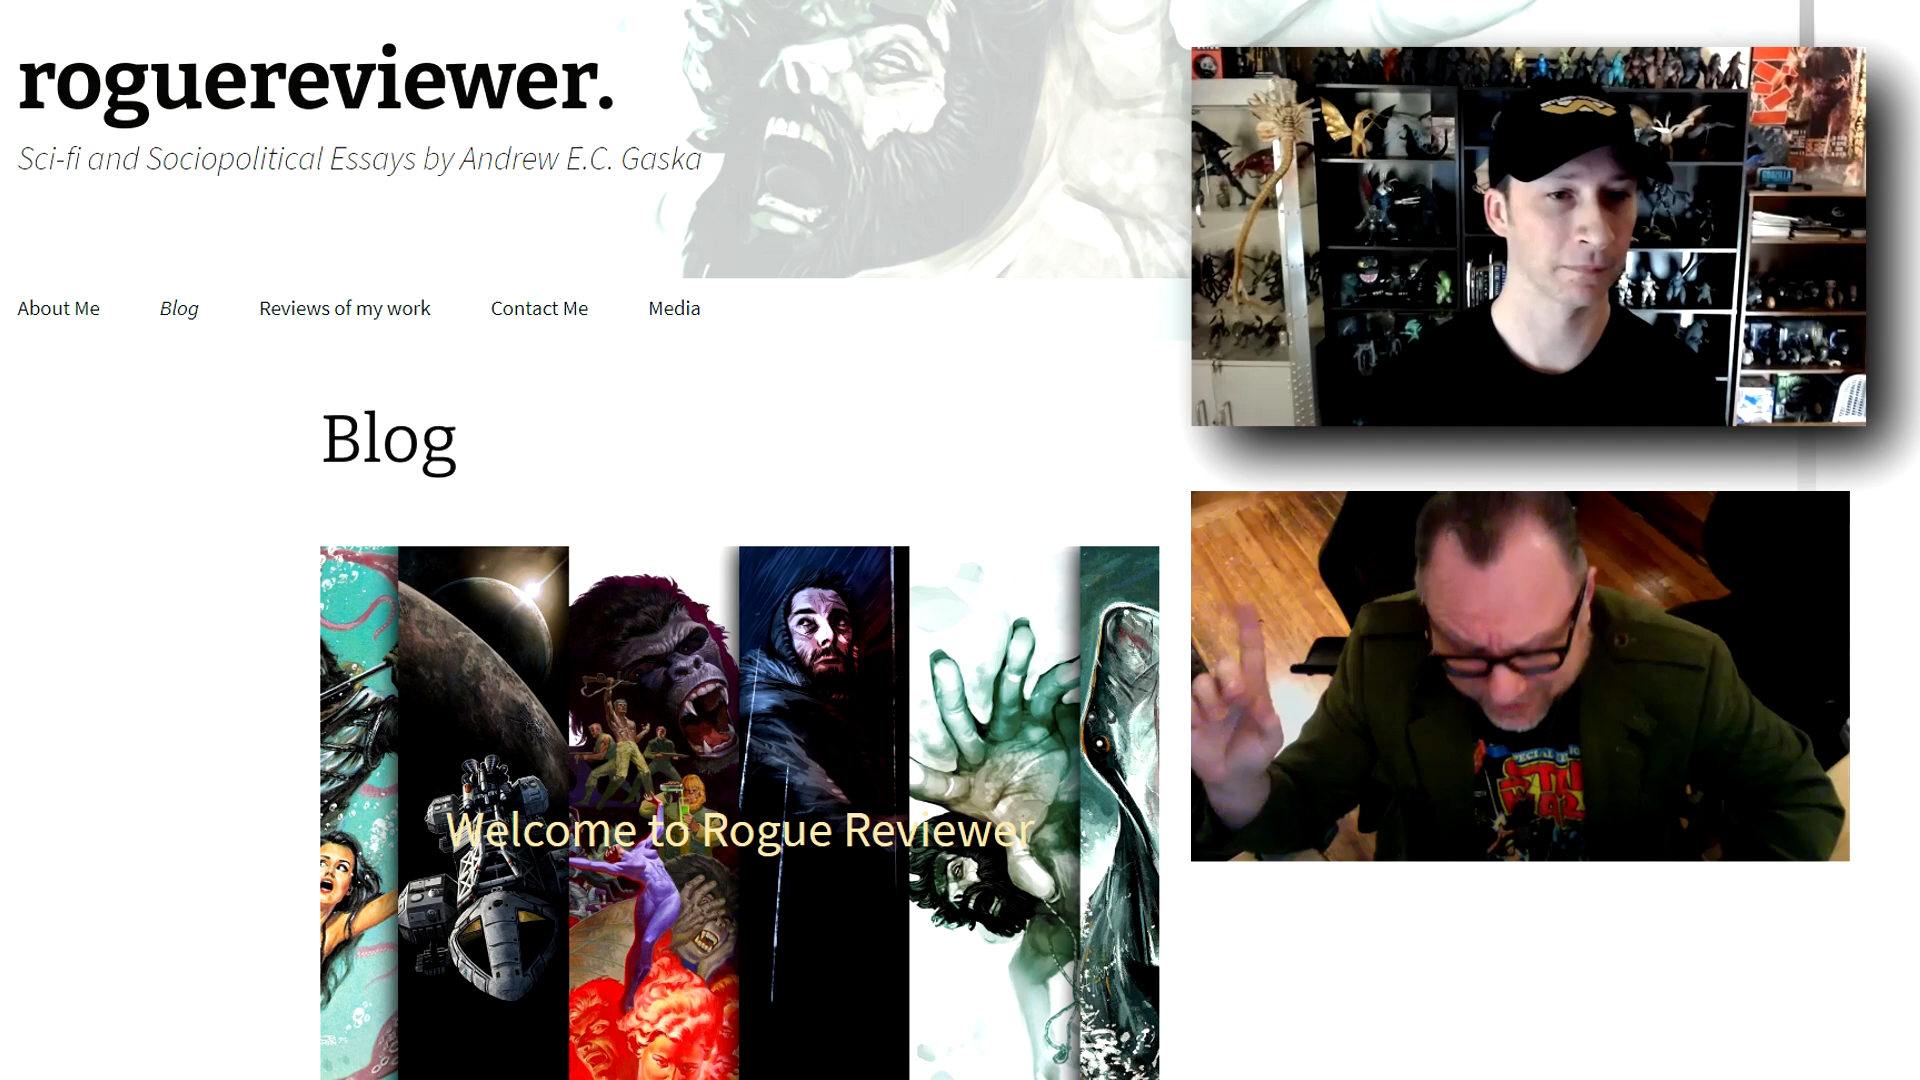 roguereviewer.
Sci-fi and Sociopolitical Essays by Andrew E.C. Gaska
About Me
Blog
Reviews of my work
Contact Me
Media
Blog
Welcome to Rogue Reviewer
GODZILLA